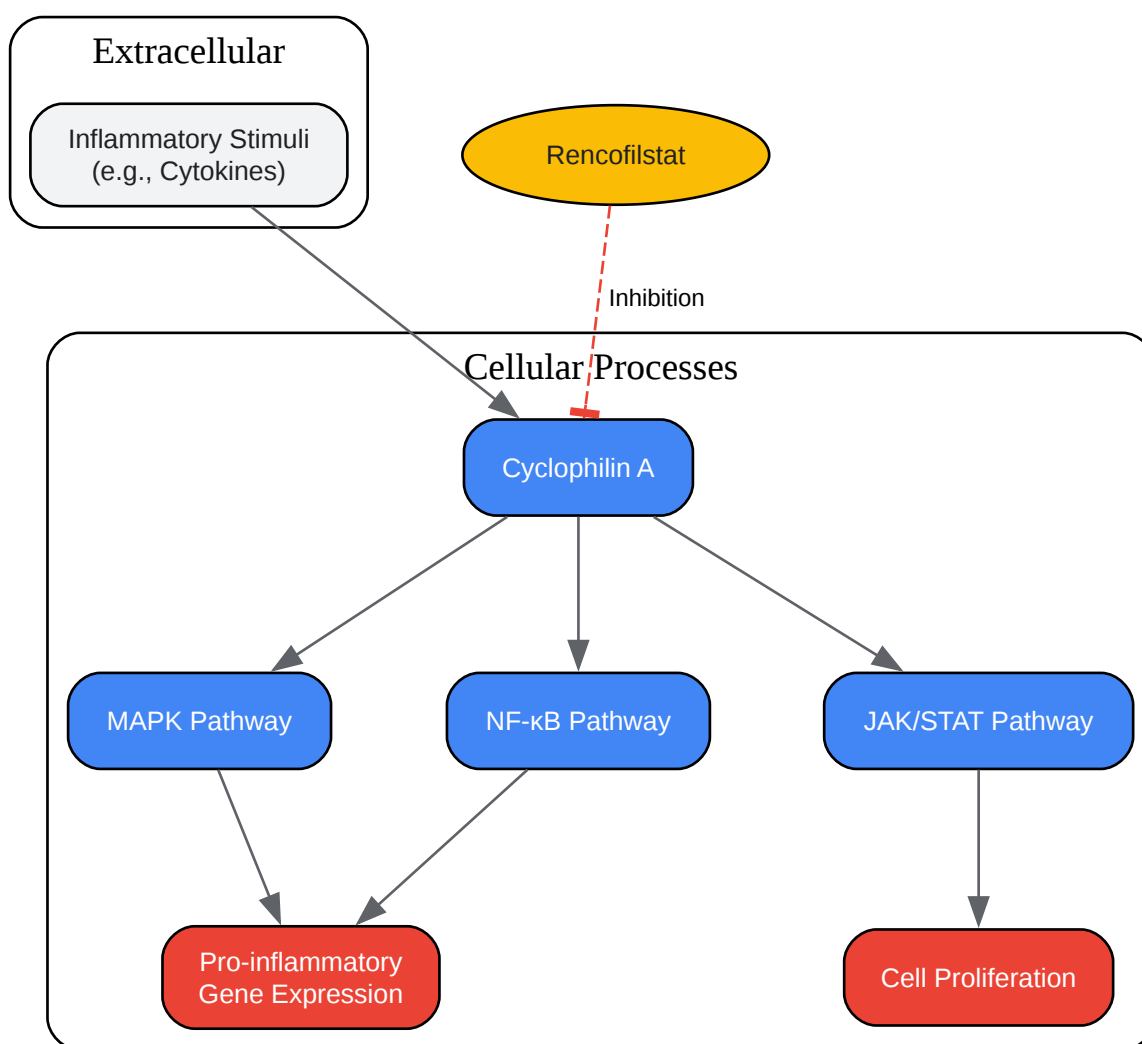 Extracellular
Inflammatory Stimuli
(e.g., Cytokines)
Rencofilstat
Inhibition
Cellular Processes
Cyclophilin A
MAPK Pathway
NF-κB Pathway
JAK/STAT Pathway
Pro-inflammatory
Gene Expression
Cell Proliferation